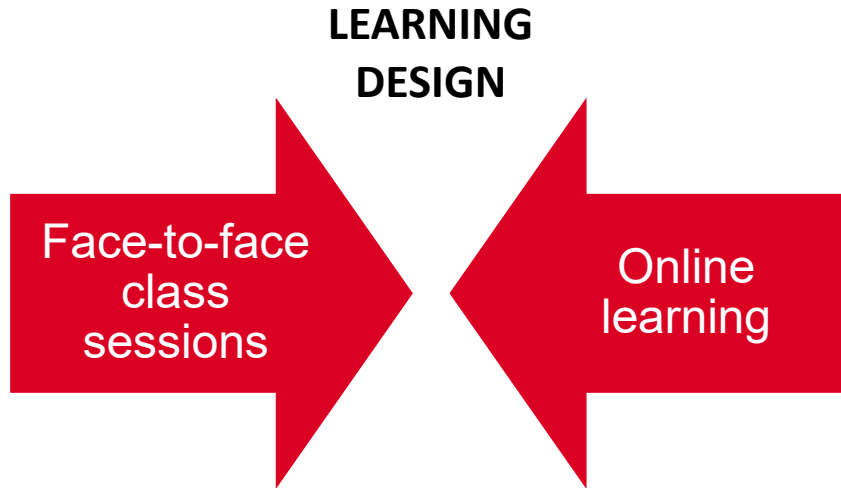 LEARNING
DESIGN
Face-to-face
class
sessions
Online
learning